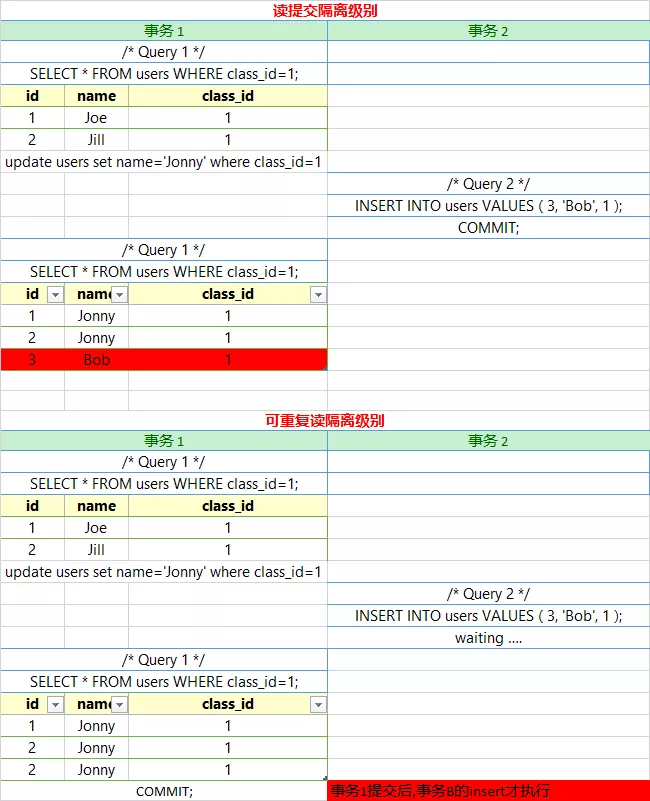 读提交隔离级别
事务 1 事务 2
/* Query 1 */
SELECT * FROM users WHERE class_id=1;
id name class_id
1 Joe 1
2 Jill 1
update users set name='Jonny' where class_id=1
/* Query 2 */
INSERT INTO users VALUES ( 3, 'Bob', 1 );
COMMIT;
/* Query 1 */
SELECT * FROM users WHERE class_id=1;
id name class_id
1 Jonny 1
2 Jonny 1
3 Bob 1
可重复读隔离级别
事务 1 事务 2
/* Query 1 */
SELECT * FROM users WHERE class_id=1;
id name class_id
1 Joe 1
2 Jill 1
update users set name='Jonny' where class_id=1
/* Query 2 */
INSERT INTO users VALUES ( 3, 'Bob', 1 );
waiting ....
/* Query 1 */
SELECT * FROM users WHERE class_id=1;
id name class_id
1 Jonny 1
2 Jonny 1
2 Jonny 1
COMMIT; 事务1提交后,事务B的insert才执行